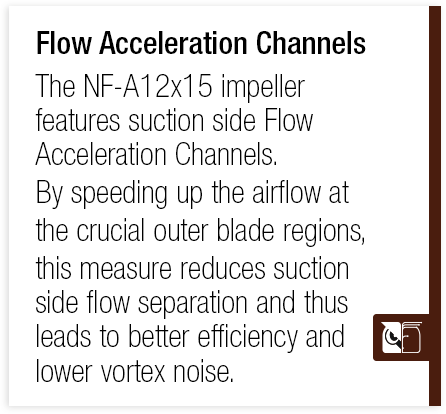 Flow Acceleration Channels
The NF-A12x15 impeller
features suction side Flow
Acceleration Channels.
By speeding up the airflow at
the crucial outer blade regions,
this measure reduces suction
side flow separation and thus
leads to better efficiency and
lower vortex noise.